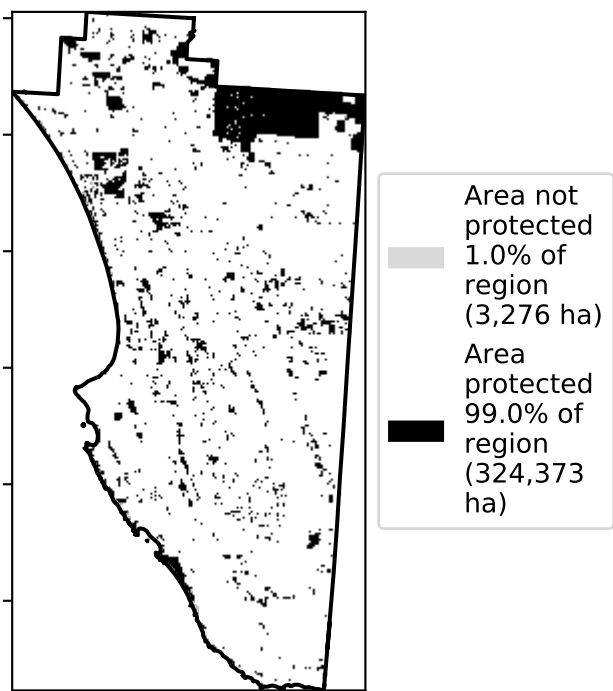 Area not
protected
1.0% of
region
(3,276 ha)
Area
protected
99.0% of
region
(324,373
ha)